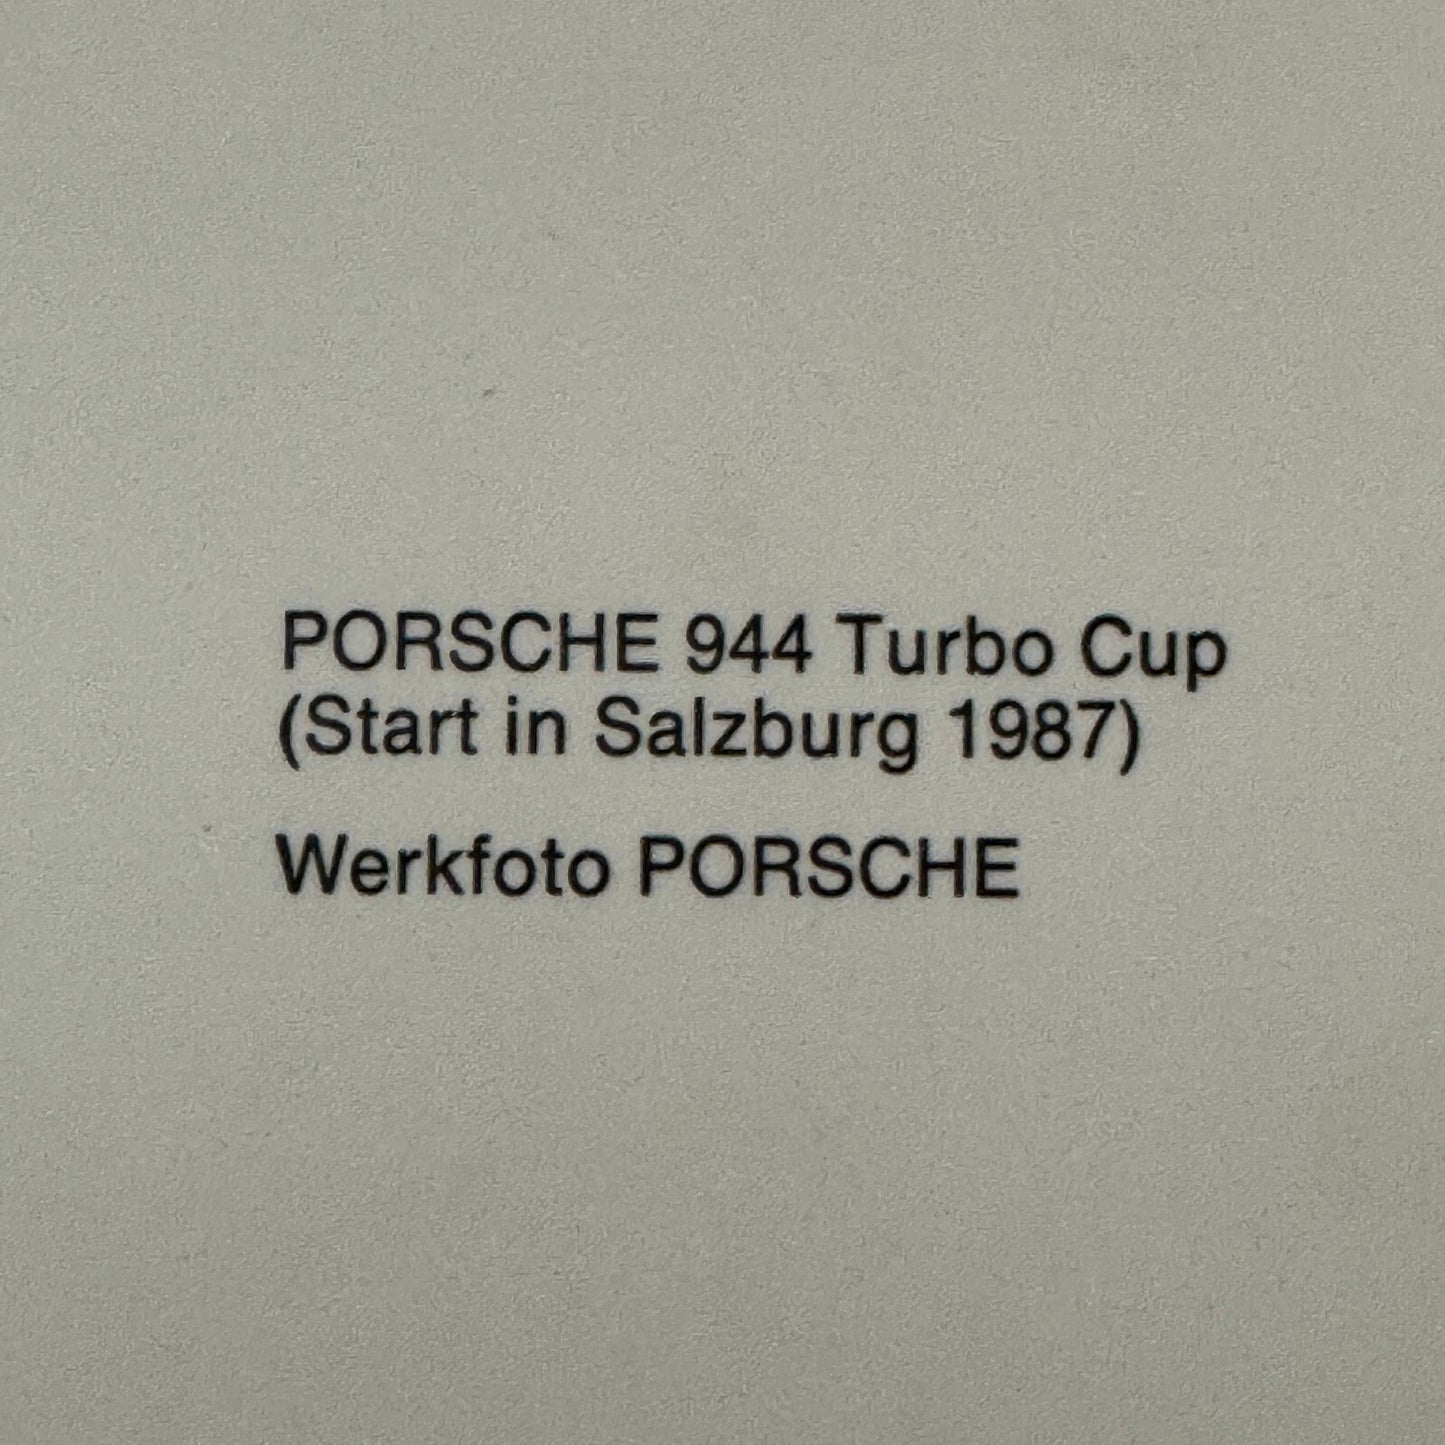 PORSCHE 944 Turbo Cup
(Start in Salzburg 1987)
Werkfoto PORSCHE